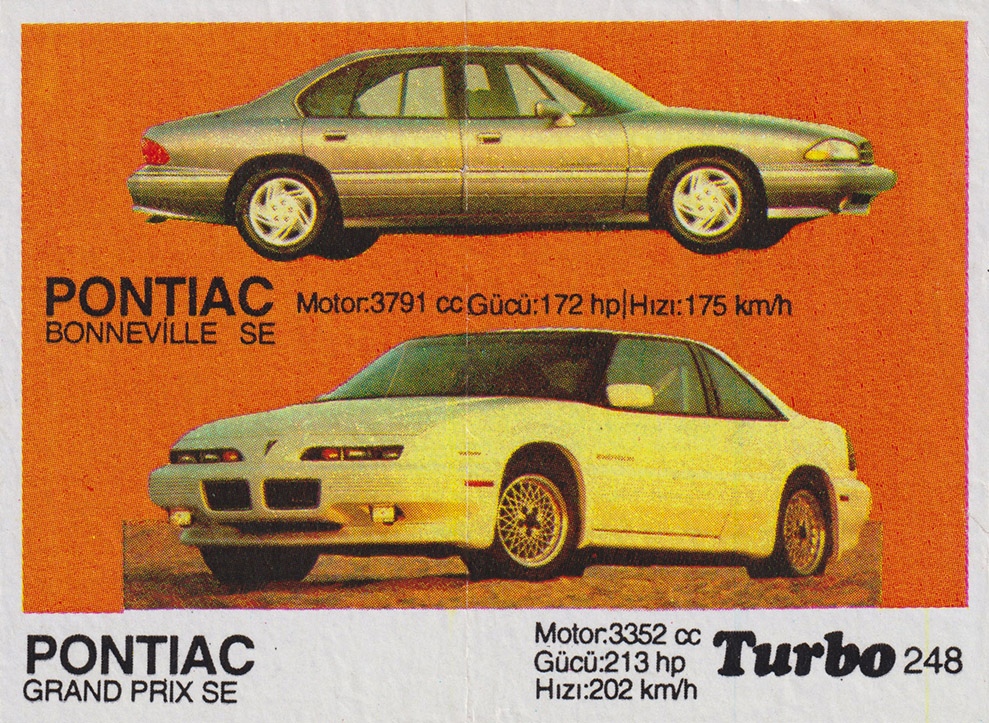 PONTIAC
BONNEVİLLE SE
Motor:3791 cc Gücü:172 hp|Hızı:175 km/h
PONTIAC
GRAND PRİX SE
Motor:3352 cc
Gücü:213 hp
Hızı:202 km/h
Turbo 248